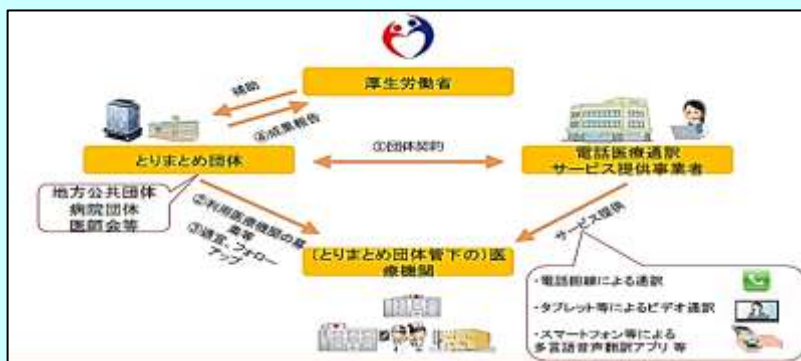 厚生労働省
補助
④成果報告
とりまとめ団体
①団体契約
電話医療通訳
サービス提供事業者
地方公共団体
病院団体
医師会等
②利用医療機関の募
集等
③運営、フォロー
アップ
サービス提供
(とりまとめ団体管下の)医
療機関
・電話回線による通訳
・タブレット等によるビデオ通訳
・スマートフォン等による
多言語音声翻訳アプリ 等